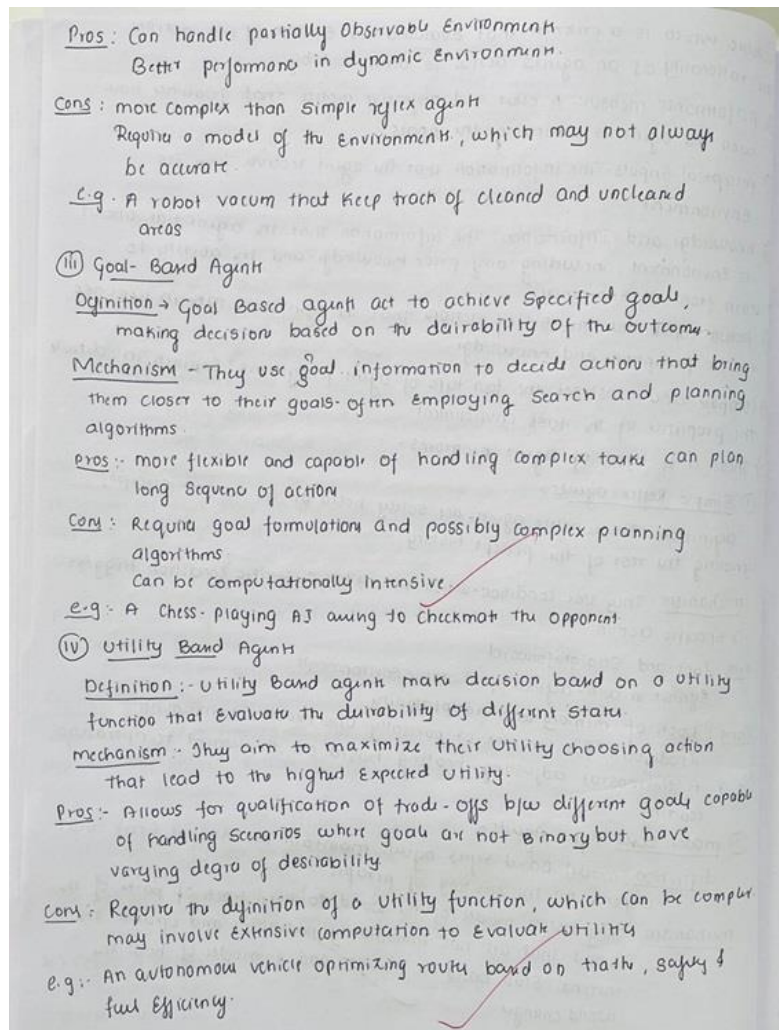 Pros : Can handle partially Observable Environments
Better performance in dynamic Environment.
Cons : more complex than simple reflex agents
Requires a model of the Environments, which may not always
be accurate.
e.g. A robot vacum that keep track of cleaned and uncleaned
areas
(iii) Goal-Based Agents
Definition → Goal Based agents act to achieve Specified goals,
making decision based on the desirability of the outcomes.
Mechanism - They use goal information to decide action that bring
them closer to their goals. often Employing Search and planning
algorithms.
Pros :- more flexible and capable of handling complex tasks can plan
long Sequence of action
Cons : Requires goal formulations and possibly complex planning
algorithms
Can be computationally Intensive.
e.g :- A Chess-playing AI aming to checkmate the opponent
(iv) Utility Based Agents
Definition :- Utility Based agents make decision based on a utility
function that Evaluate the desirability of different States.
mechanism - They aim to maximize their utility choosing action
that lead to the highest Expected utility.
Pros :- Allows for qualification of trade-offs b/w different goals capable
of handling scenarios where goals are not Binary but have
varying degree of desirability
Cons : Require the definition of a utility function, which can be complex
may involve Extensive computation to Evaluate utility
e.g :- An autonomous vehicle optimizing routes based on , safety &
fuel Efficiency.